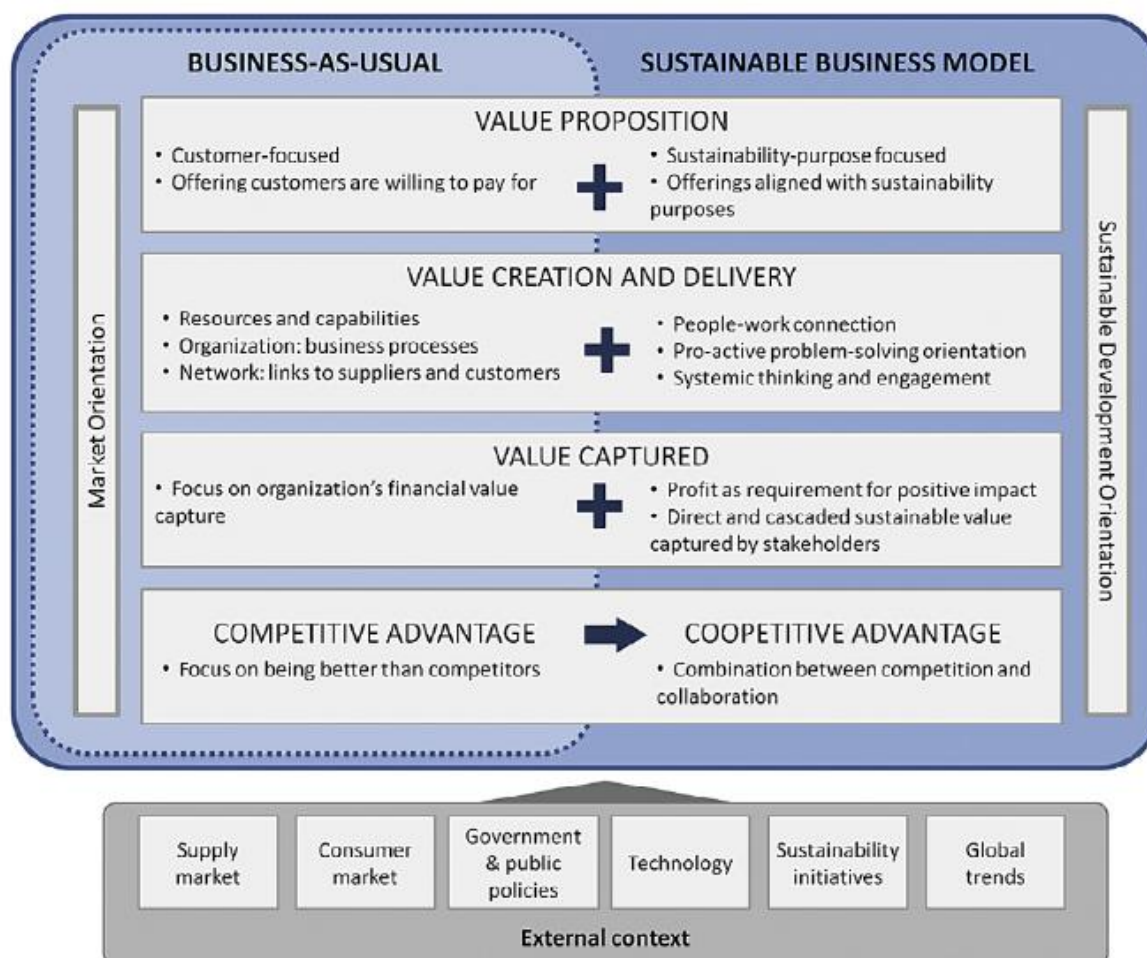 BUSINESS-AS-USUAL
SUSTAINABLE BUSINESS MODEL
Market Orientation
VALUE PROPOSITION
• Customer-focused
• Offering customers are willing to pay for
• Sustainability-purpose focused
• Offerings aligned with sustainability
purposes
VALUE CREATION AND DELIVERY
• Resources and capabilities
• Organization: business processes
• Network: links to suppliers and customers
• People-work connection
• Pro-active problem-solving orientation
• Systemic thinking and engagement
VALUE CAPTURED
• Focus on organization's financial value
capture
• Profit as requirement for positive impact
• Direct and cascaded sustainable value
captured by stakeholders
COMPETITIVE ADVANTAGE
• Focus on being better than competitors
COOPETITIVE ADVANTAGE
• Combination between competition and
collaboration
Sustainable Development Orientation
Supply
market
Consumer
market
Government
& public
policies
Technology
Sustainability
initiatives
Global
trends
External context